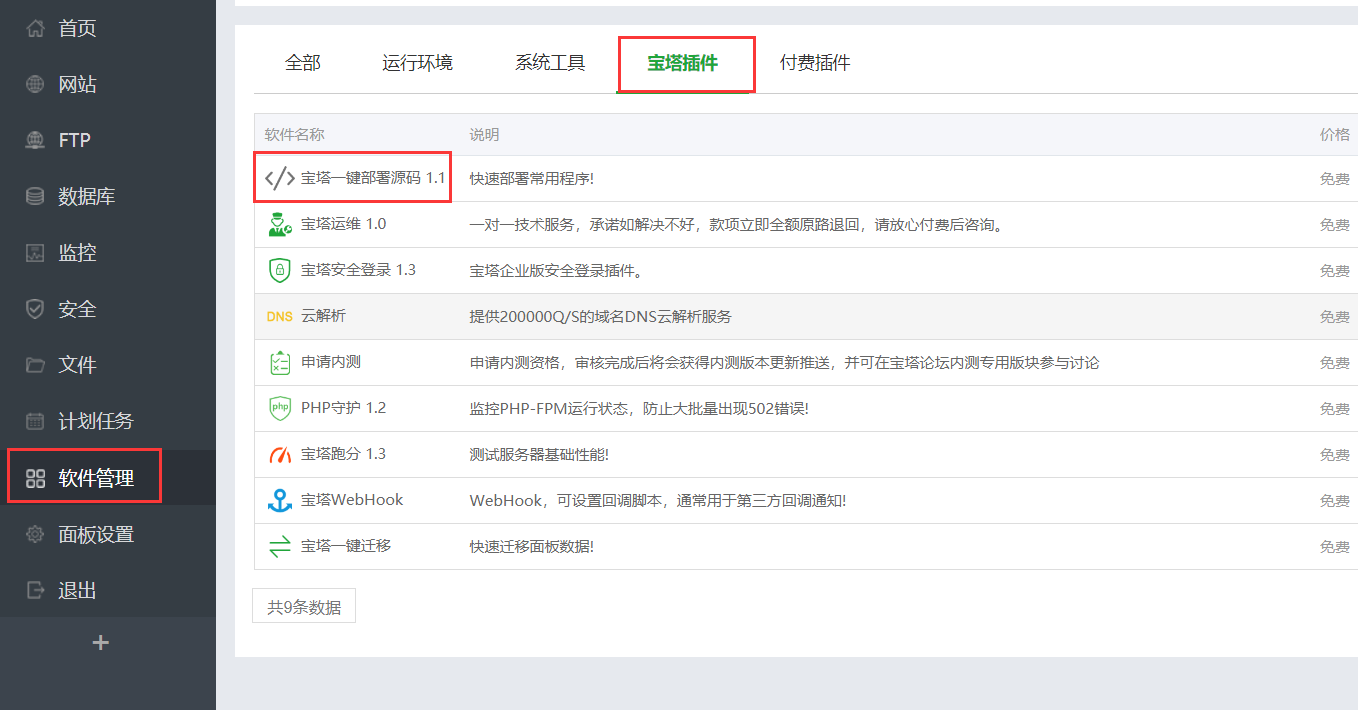 首页
网站
FTP
数据库
监控
安全
文件
计划任务
软件管理
面板设置
退出
+
全部 运行环境 系统工具 宝塔插件 付费插件
软件名称 说明 价格
宝塔一键部署源码 1.1 快速部署常用程序! 免费
宝塔运维 1.0 一对一技术服务，承诺如解决不好，款项立即全额原路退回，请放心付费后咨询。 免费
宝塔安全登录 1.3 宝塔企业版安全登录插件。 免费
DNS 云解析 提供200000Q/S的域名DNS云解析服务 免费
申请内测 申请内测资格，审核完成后将会获得内测版本更新推送，并可在宝塔论坛内测专用版块参与讨论 免费
php PHP守护 1.2 监控PHP-FPM运行状态，防止大批量出现502错误! 免费
宝塔跑分 1.3 测试服务器基础性能! 免费
宝塔WebHook WebHook，可设置回调脚本，通常用于第三方回调通知! 免费
宝塔一键迁移 快速迁移面板数据! 免费
共9条数据